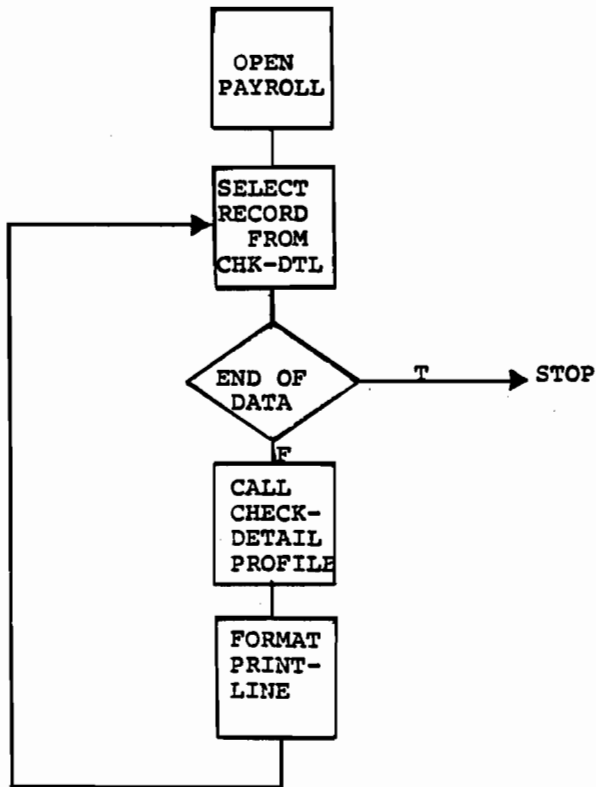 OPEN
PAYROLL
SELECT
RECORD
FROM
CHK-DTL
END OF
DATA
T
STOP
F
CALL
CHECK-
DETAIL
PROFILE
FORMAT
PRINT-
LINE